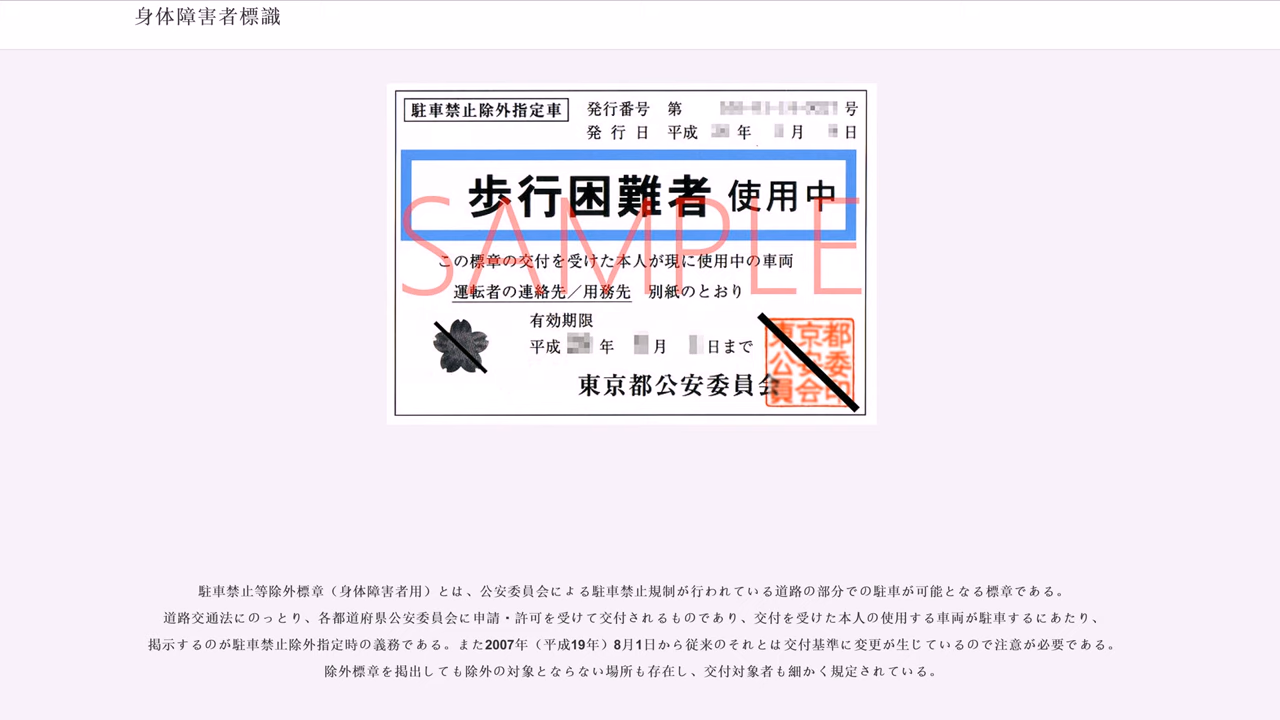 身体障害者標識
駐車禁止除外指定車
発行番号 第 号
発行日 平成 年 月 日
歩行困難者 使用中
SAMPLE
この標章の交付を受けた本人が現に使用中の車両
運転者の連絡先／用務先 別紙のとおり
有効期限
平成 年 月 日まで
東京都公安委員会
東京都
公安委
員会印
駐車禁止等除外標章（身体障害者用）とは、公安委員会による駐車禁止規制が行われている道路の部分での駐車が可能となる標章である。
道路交通法にのっとり、各都道府県公安委員会に申請・許可を受けて交付されるものであり、交付を受けた本人の使用する車両が駐車するにあたり、
掲示するのが駐車禁止除外指定時の義務である。また2007年（平成19年）8月1日から従来のそれとは交付基準に変更が生じているので注意が必要である。
除外標章を掲出しても除外の対象とならない場所も存在し、交付対象者も細かく規定されている。